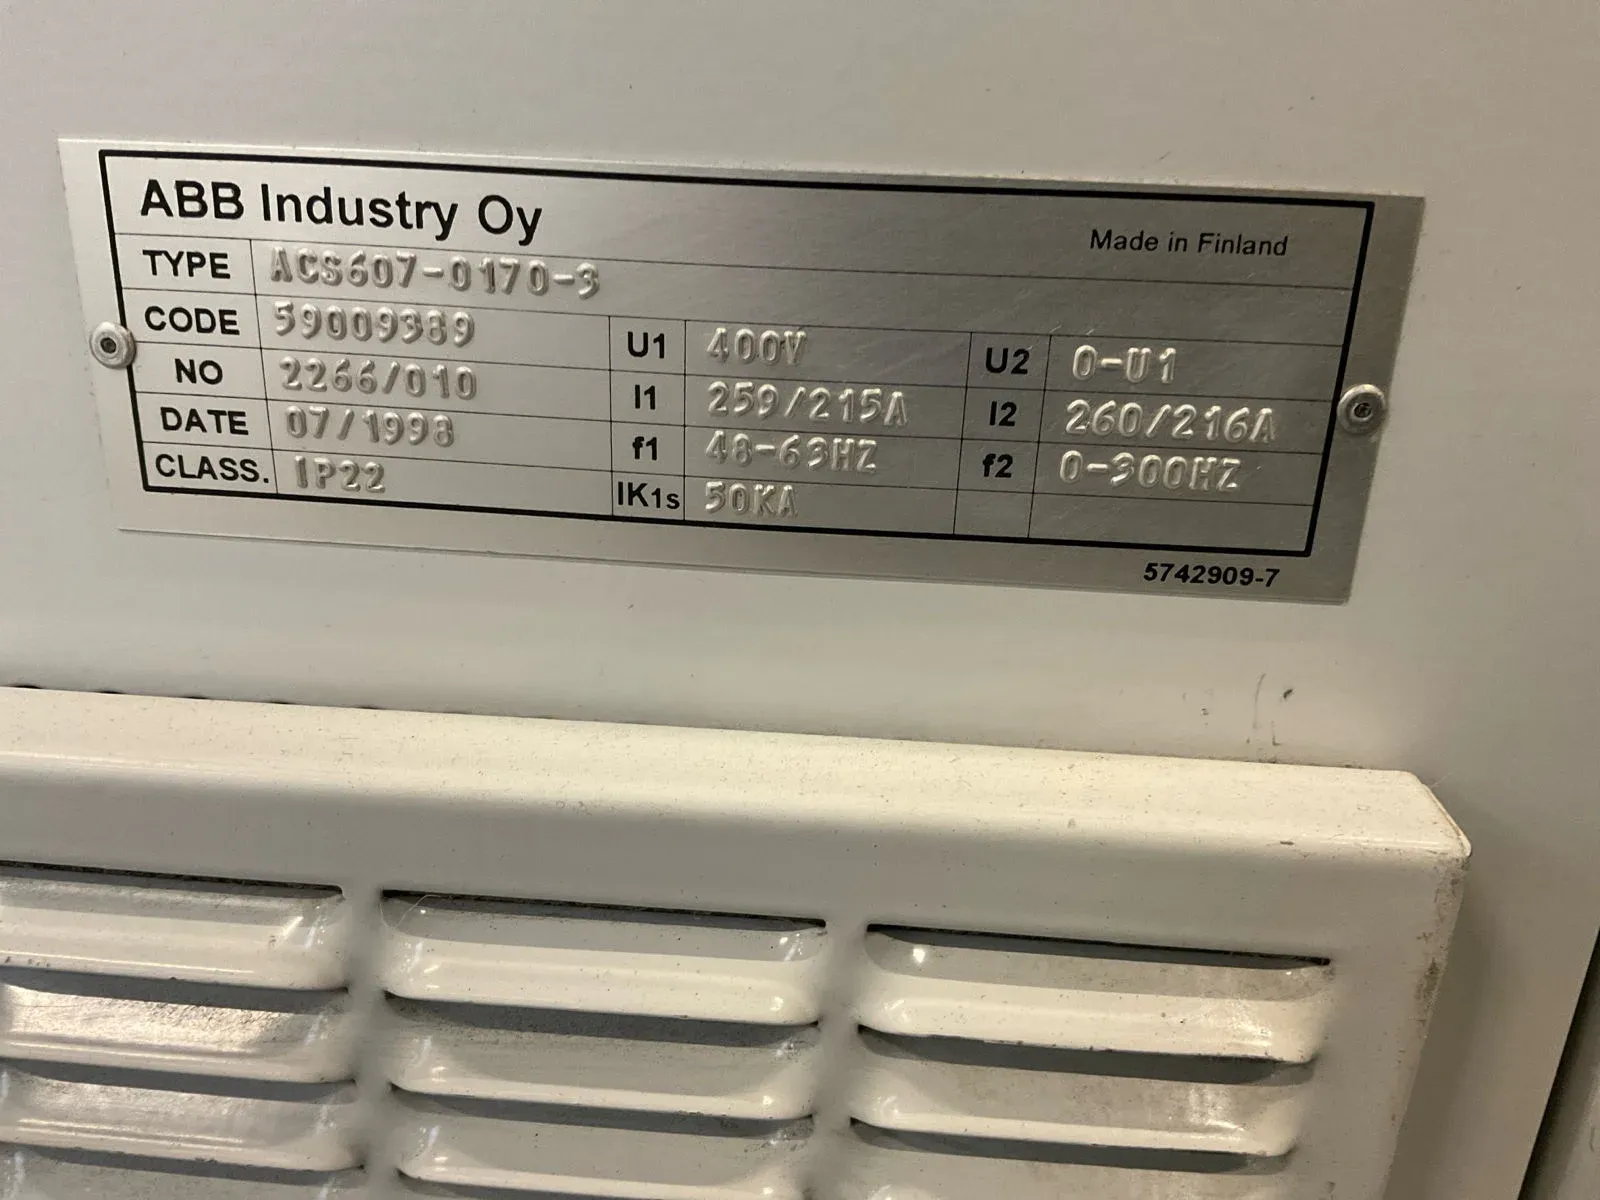 ABB Industry Oy
Made in Finland
TYPE ACS607-0170-3
CODE 59009389 U1 400V U2 0-U1
NO 2266/010 I1 259/215A I2 260/216A
DATE 07/1998 f1 48-63HZ f2 0-300HZ
CLASS. IP22 IK1s 50KA
5742909-7